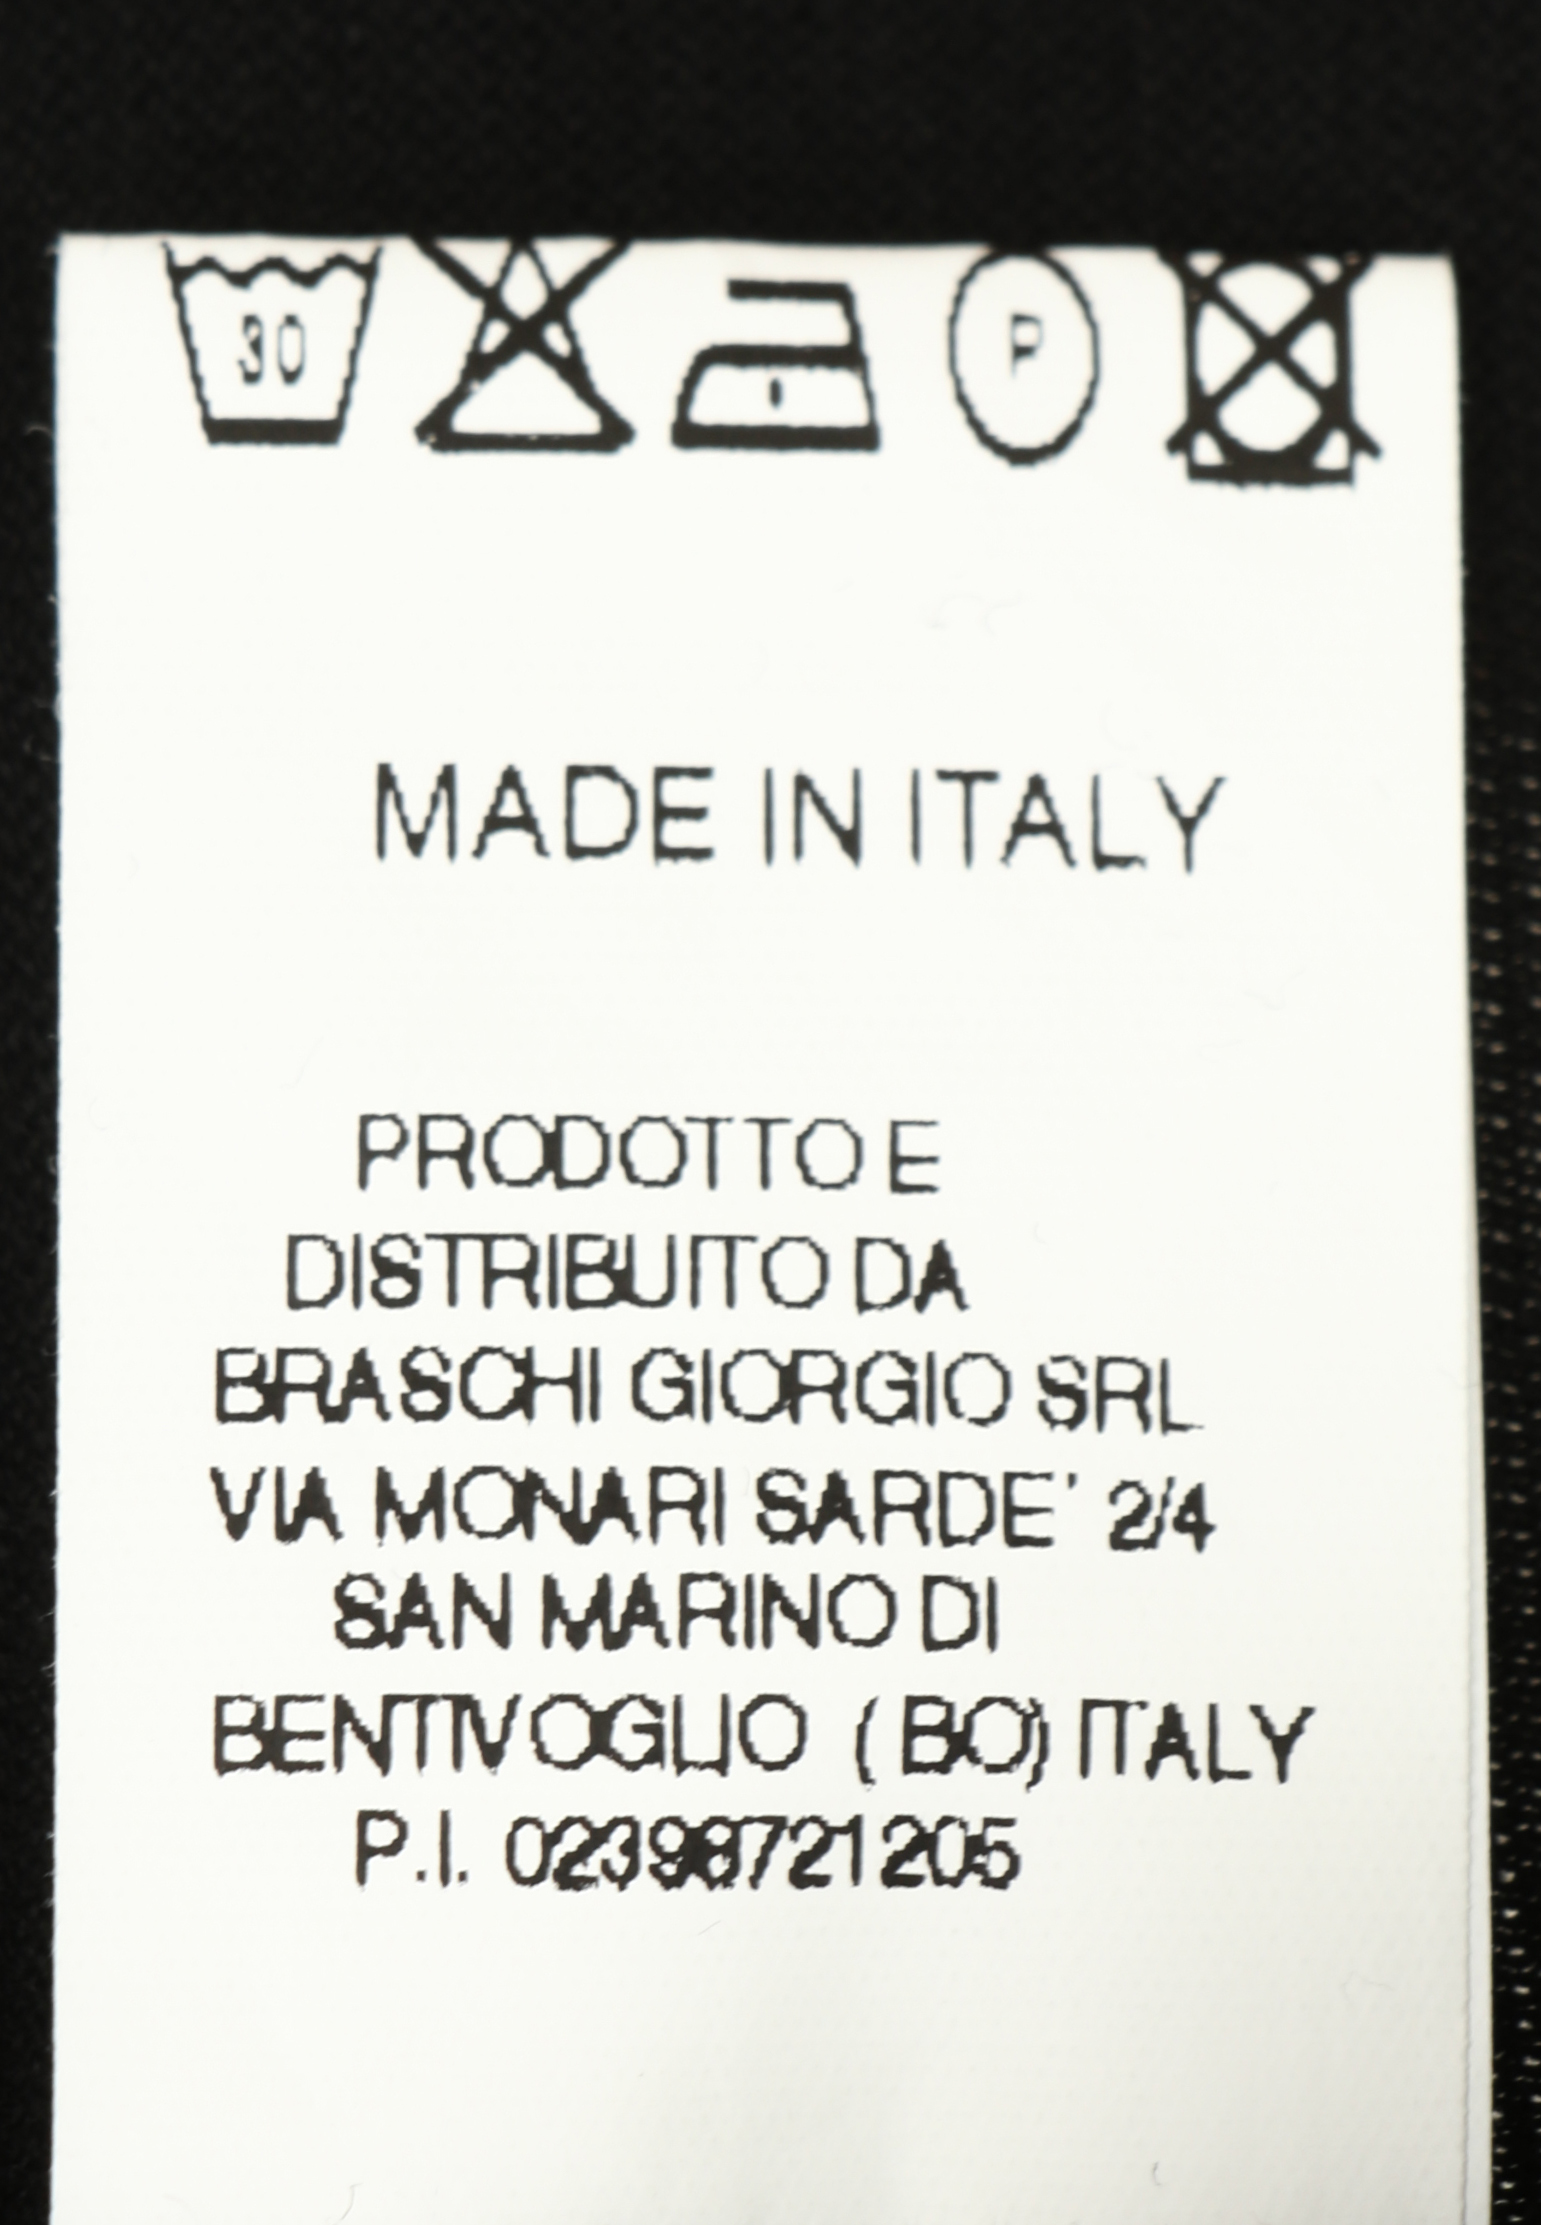 30 P
MADE IN ITALY
PRODOTTO E
DISTRIBUITO DA
BRASCHI GIORGIO SRL
VIA MONARI SARDE' 2/4
SAN MARINO DI
BENTIVOGLIO (BO) ITALY
P.I. 02398721205